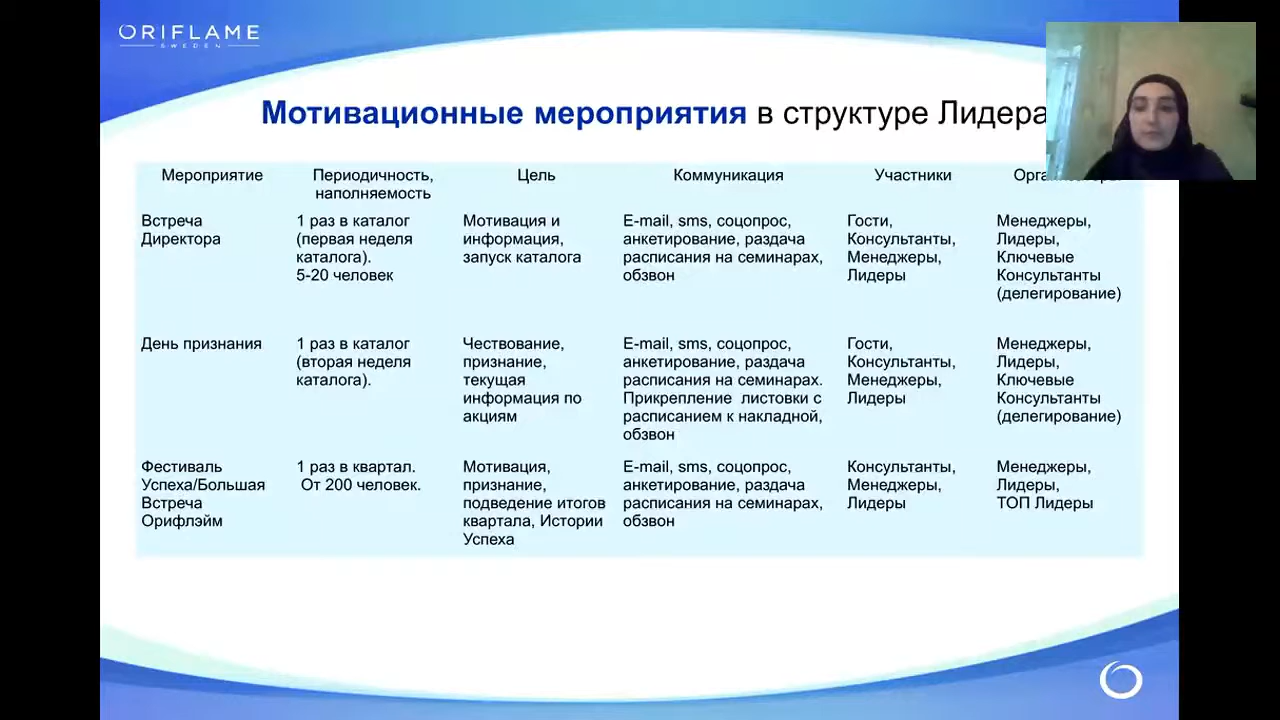 ORIFLAME
SWEDEN
Мотивационные мероприятия в структуре Лидера
Мероприятие
Периодичность,
наполняемость
Цель
Коммуникация
Участники
Встреча
Директора
1 раз в каталог
(первая неделя
каталога).
5-20 человек
Мотивация и
информация,
запуск каталога
E-mail, sms, соцопрос,
анкетирование, раздача
расписания на семинарах,
обзвон
Гости,
Консультанты,
Менеджеры,
Лидеры
Менеджеры,
Лидеры,
Ключевые
Консультанты
(делегирование)
День признания
1 раз в каталог
(вторая неделя
каталога).
Чествование,
признание,
текущая
информация по
акциям
E-mail, sms, соцопрос,
анкетирование, раздача
расписания на семинарах.
Прикрепление листовки с
расписанием к накладной,
обзвон
Гости,
Консультанты,
Менеджеры,
Лидеры
Менеджеры,
Лидеры,
Ключевые
Консультанты
(делегирование)
Фестиваль
Успеха/Большая
Встреча
Орифлэйм
1 раз в квартал.
От 200 человек.
Мотивация,
признание,
подведение итогов
квартала, Истории
Успеха
E-mail, sms, соцопрос,
анкетирование, раздача
расписания на семинарах,
обзвон
Консультанты,
Менеджеры,
Лидеры
Менеджеры,
Лидеры,
ТОП Лидеры